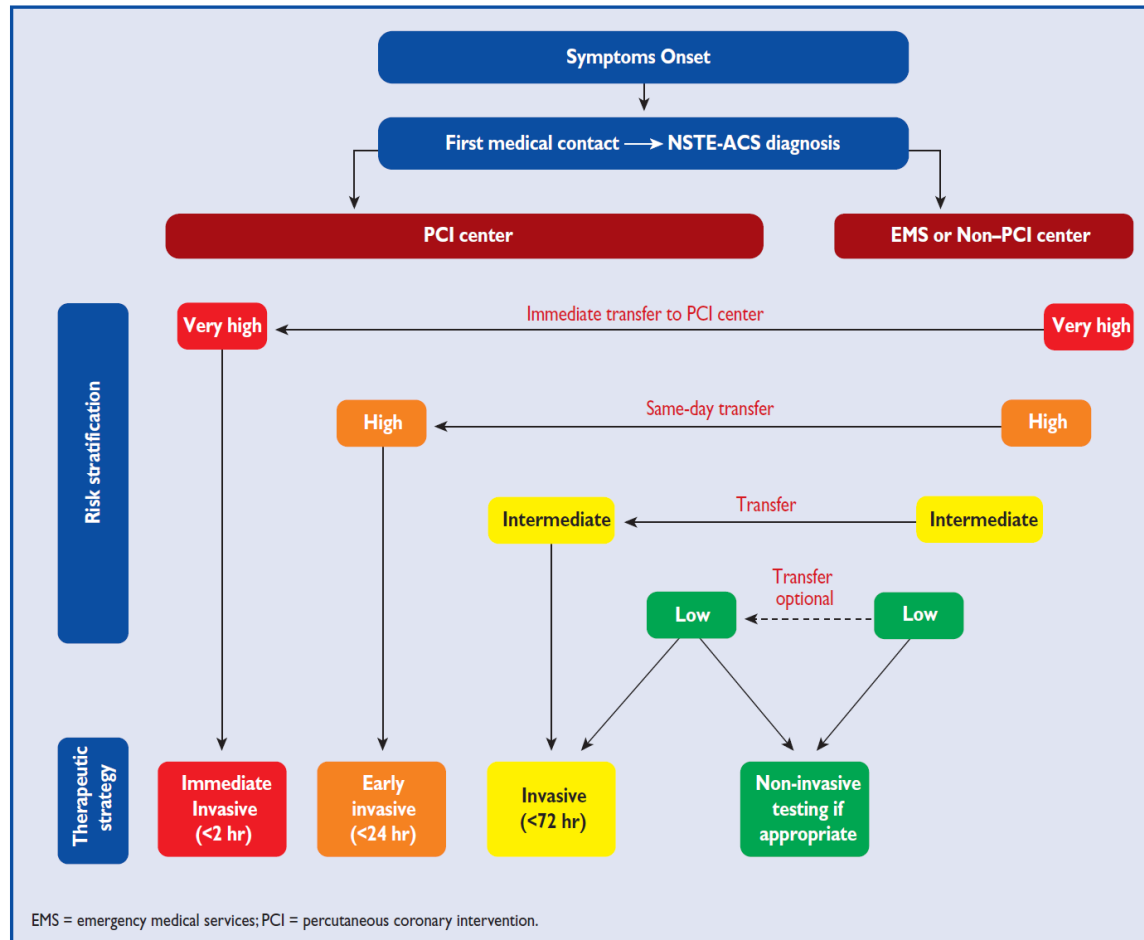 Symptoms Onset
First medical contact → NSTE-ACS diagnosis
PCI center
EMS or Non–PCI center
Risk stratification
Very high
Immediate transfer to PCI center
Very high
High
Same-day transfer
High
Intermediate
Transfer
Intermediate
Low
Transfer
optional
Low
Therapeutic
strategy
Immediate
Invasive
(<2 hr)
Early
invasive
(<24 hr)
Invasive
(<72 hr)
Non-invasive
testing if
appropriate
EMS = emergency medical services; PCI = percutaneous coronary intervention.